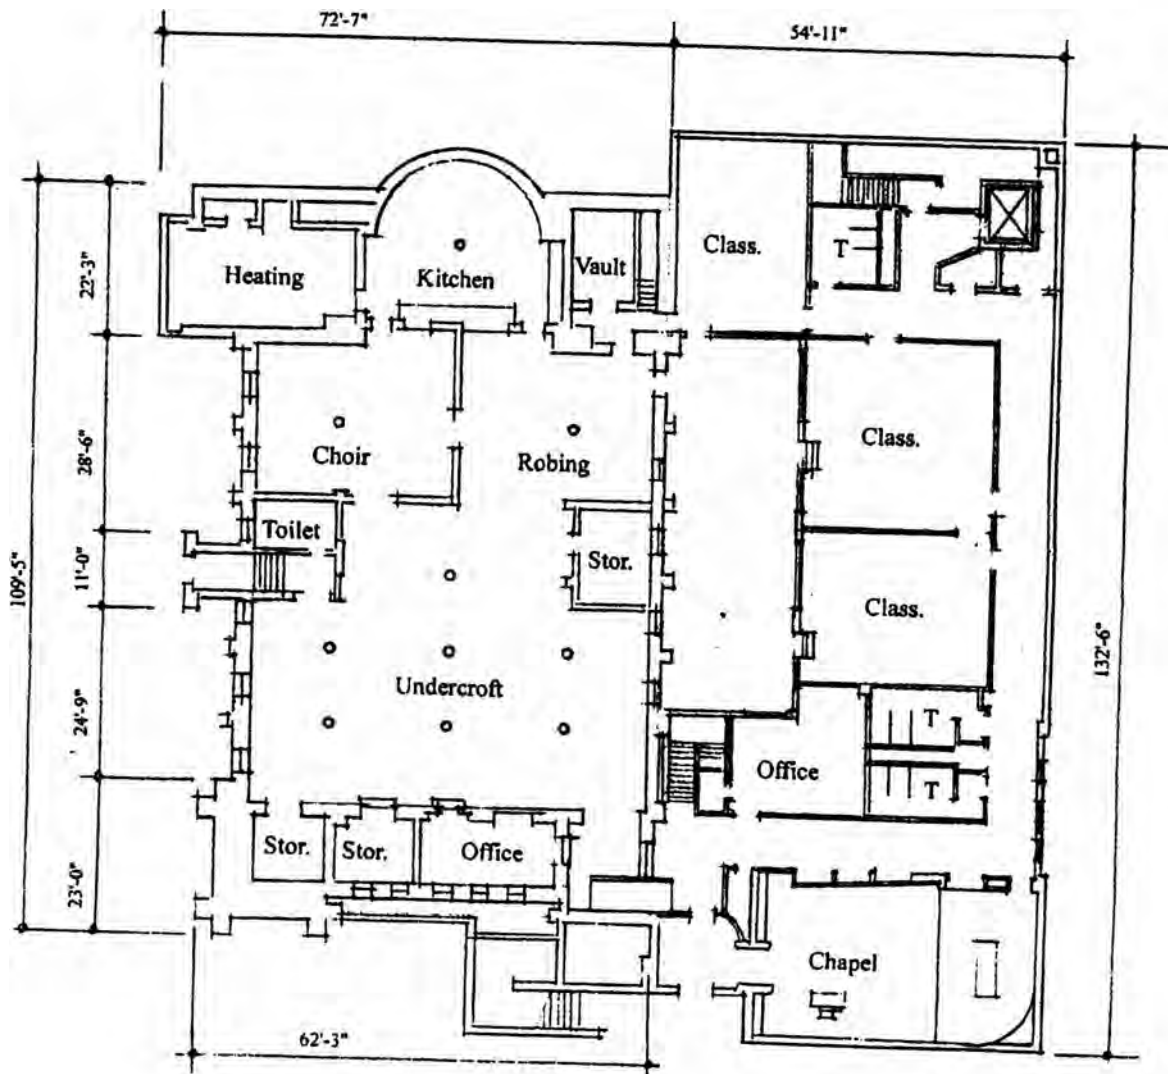 72'-7"
54'-11"
Class.
T
Heating
Kitchen
Vault
22'-3"
Class.
Choir
Robing
28'-6"
Toilet
Stor.
11'-0"
109'-5"
Class.
132'-6"
Undercroft
24'-9"
T
Office
T
Stor.
Stor.
Office
23'-0"
Chapel
62'-3"